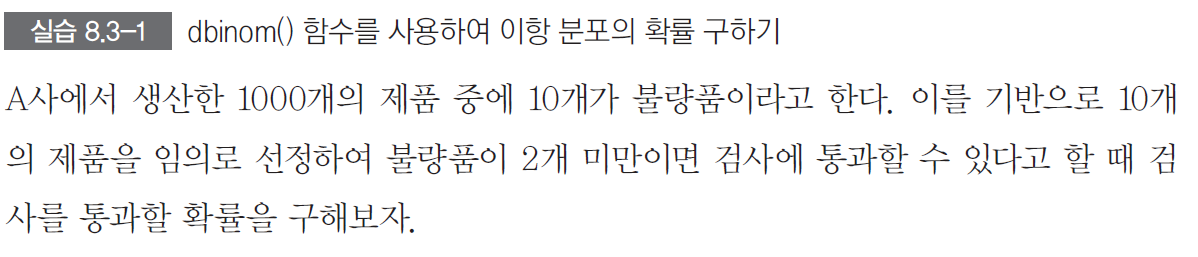 실습 8.3-1 dbinom() 함수를 사용하여 이항 분포의 확률 구하기
A사에서 생산한 1000개의 제품 중에 10개가 불량품이라고 한다. 이를 기반으로 10개
의 제품을 임의로 선정하여 불량품이 2개 미만이면 검사에 통과할 수 있다고 할 때 검
사를 통과할 확률을 구해보자.